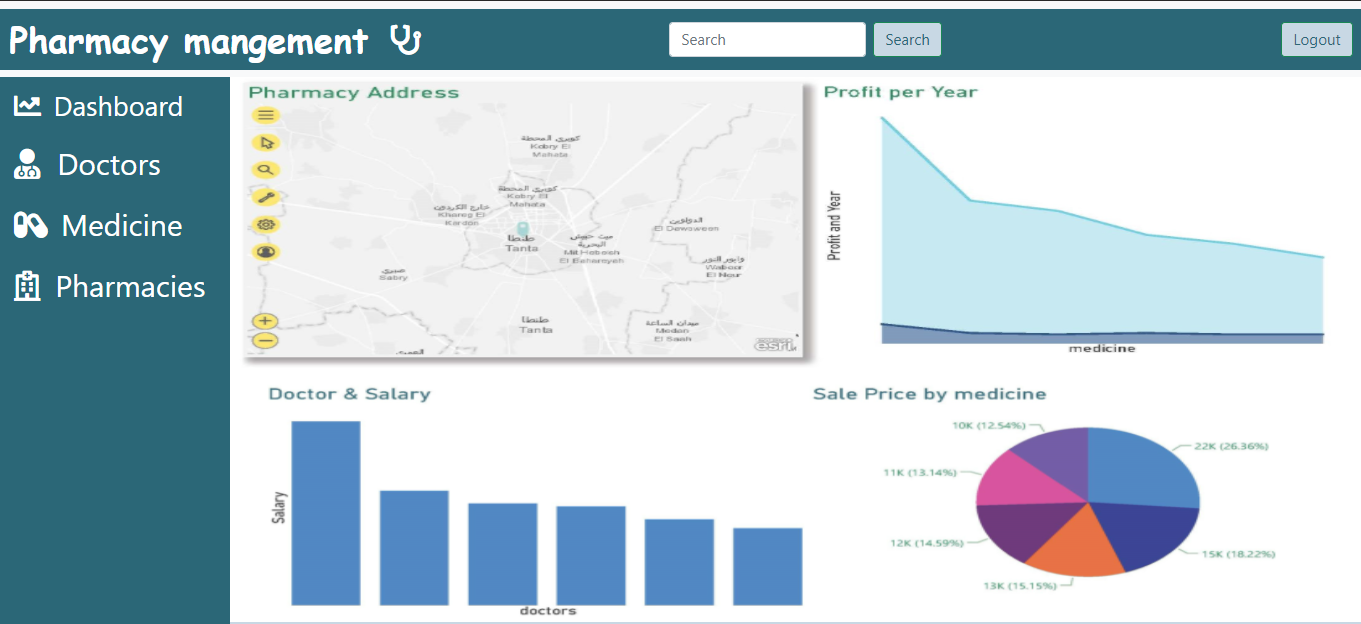 Pharmacy mangement
Search
Search
Logout
Dashboard
Doctors
Medicine
Pharmacies
Pharmacy Address
كوبري المحطة
Kobry El
Mahata
كوبري المحطة
Kobry El
Mahata
خارج الكردون
Khareg El
Kardon
طنطا
Tanta
ميت حبيش
البحرية
Mit Hobeish
El Bahareyah
الدواوين
El Dewaween
وابور النور
Waboor
El Nour
صبري
Sabry
طنطا
Tanta
ميدان الساعة
Medan
El Saah
esri
Profit per Year
Profit and Year
medicine
Doctor & Salary
Salary
doctors
Sale Price by medicine
10K (12.54%)
22K (26.36%)
11K (13.14%)
12K (14.59%)
15K (18.22%)
13K (15.15%)